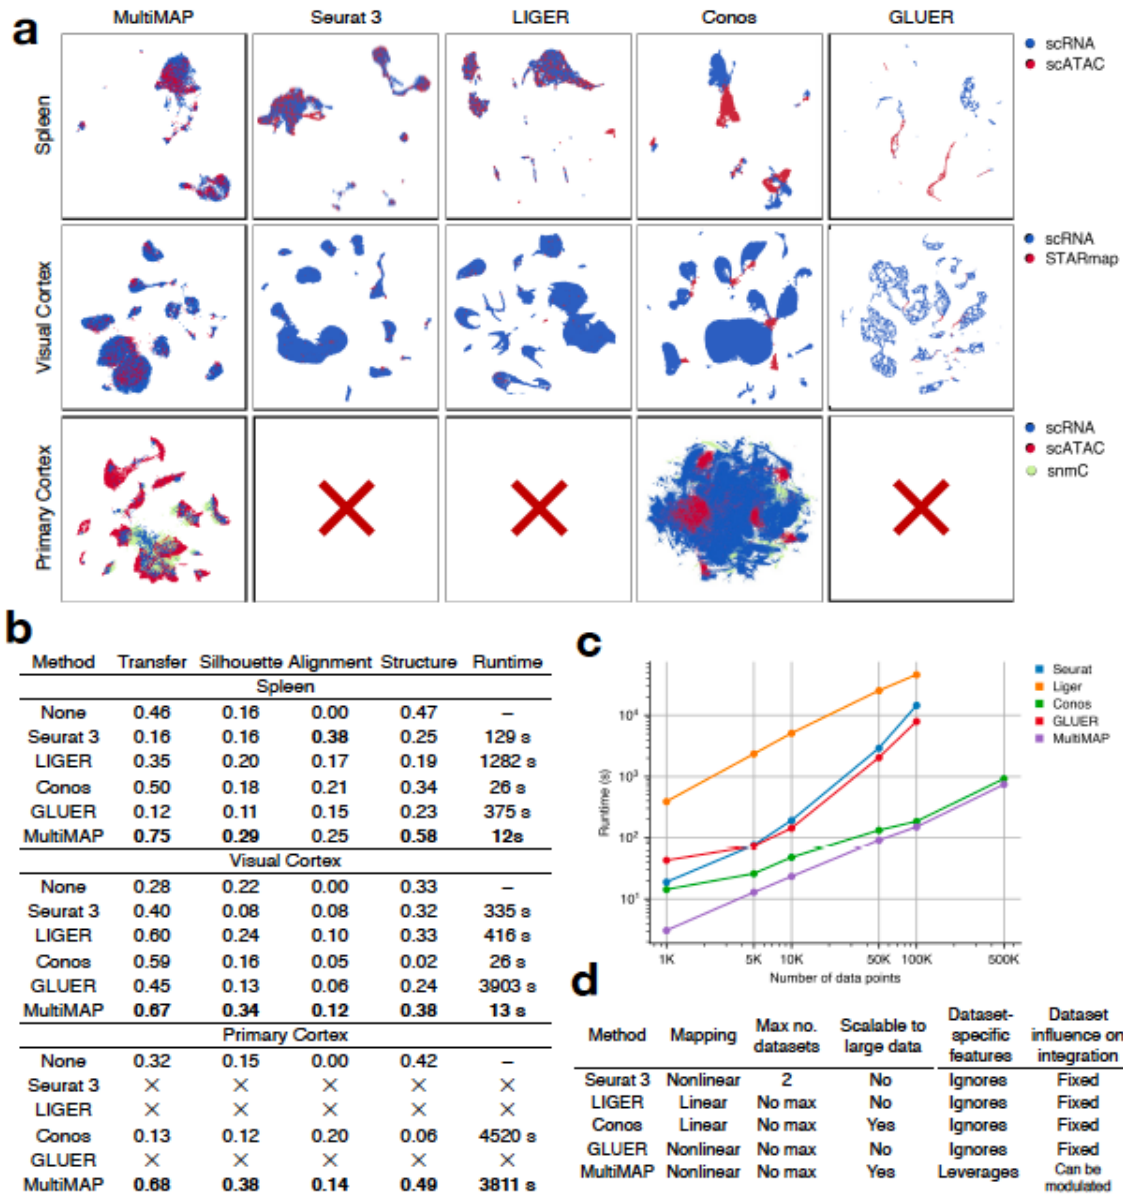 a
MultiMAP Seurat 3 LIGER Conos GLUER
Spleen
scRNA
scATAC
Visual Cortex
scRNA
STARmap
Primary Cortex
scRNA
scATAC
snmC
b
Method Transfer Silhouette Alignment Structure Runtime
Spleen
None 0.46 0.16 0.00 0.47 –
Seurat 3 0.16 0.16 0.38 0.25 129 s
LIGER 0.35 0.20 0.17 0.19 1282 s
Conos 0.50 0.18 0.21 0.34 26 s
GLUER 0.12 0.11 0.15 0.23 375 s
MultiMAP 0.75 0.29 0.25 0.58 12s
Visual Cortex
None 0.28 0.22 0.00 0.33 –
Seurat 3 0.40 0.08 0.08 0.32 335 s
LIGER 0.60 0.24 0.10 0.33 416 s
Conos 0.59 0.16 0.05 0.02 26 s
GLUER 0.45 0.13 0.06 0.24 3903 s
MultiMAP 0.67 0.34 0.12 0.38 13 s
Primary Cortex
None 0.32 0.15 0.00 0.42 –
Seurat 3 × × × × ×
LIGER × × × × ×
Conos 0.13 0.12 0.20 0.06 4520 s
GLUER × × × × ×
MultiMAP 0.68 0.38 0.14 0.49 3811 s
c
Seurat
Liger
Conos
GLUER
MultiMAP
Runtime (s)
10⁴
10³
10²
10¹
1K 5K 10K 50K 100K 500K
Number of data points
d
Method Mapping Max no. datasets Scalable to large data Dataset-specific features Dataset influence on integration
Seurat 3 Nonlinear 2 No Ignores Fixed
LIGER Linear No max No Ignores Fixed
Conos Linear No max Yes Ignores Fixed
GLUER Nonlinear No max No Ignores Fixed
MultiMAP Nonlinear No max Yes Leverages Can be modulated